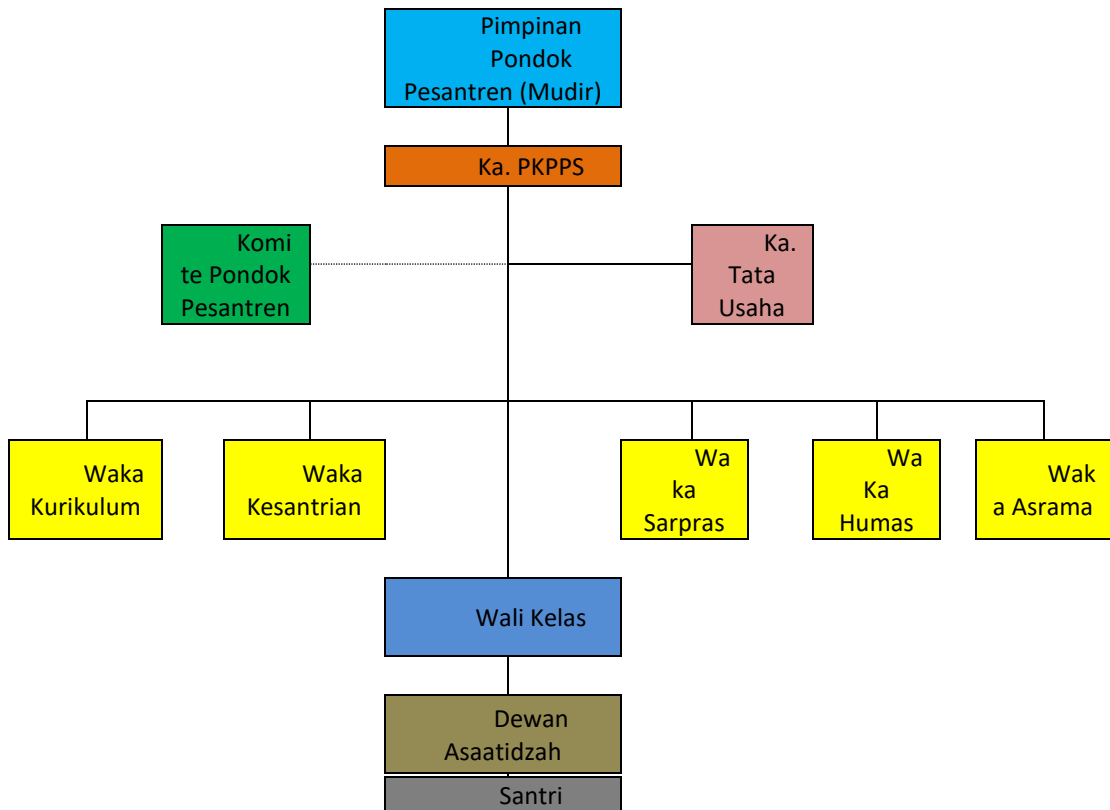 Pimpinan
Pondok
Pesantren (Mudir)
Ka. PKPPS
Komi
te Pondok
Pesantren
Ka.
Tata
Usaha
Waka
Kurikulum
Waka
Kesantrian
Wa
ka
Sarpras
Wa
Ka
Humas
Wak
a Asrama
Wali Kelas
Dewan
Asaatidzah
Santri